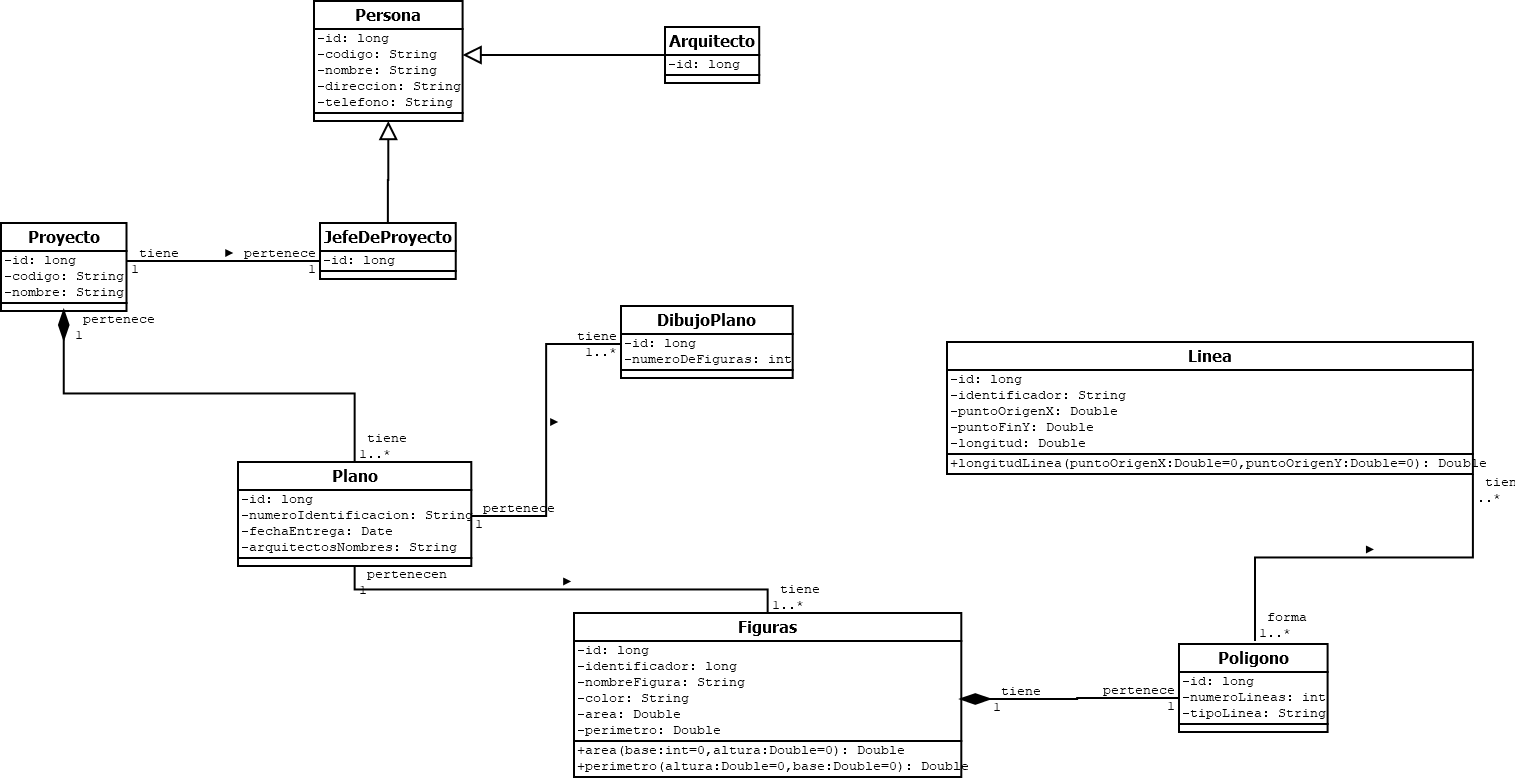 Persona
-id: long
-codigo: String
-nombre: String
-direccion: String
-telefono: String
Arquitecto
-id: long
Proyecto
-id: long
-codigo: String
-nombre: String
tiene
1
pertenece
1
JefeDeProyecto
-id: long
pertenece
1
tiene
1..*
DibujoPlano
-id: long
-numeroDeFiguras: int
Linea
-id: long
-identificador: String
-puntoOrigenX: Double
-puntoFinY: Double
-longitud: Double
+longitudLinea(puntoOrigenX:Double=0,puntoOrigenY:Double=0): Double
tiene
1..*
Plano
-id: long
-numeroIdentificacion: String
-fechaEntrega: Date
-arquitectosNombres: String
pertenece
1
tien
..*
pertenecen
1
tiene
1..*
Figuras
-id: long
-identificador: long
-nombreFigura: String
-color: String
-area: Double
-perimetro: Double
+area(base:int=0,altura:Double=0): Double
+perimetro(altura:Double=0,base:Double=0): Double
forma
1..*
tiene
1
pertenece
1
Poligono
-id: long
-numeroLineas: int
-tipoLinea: String